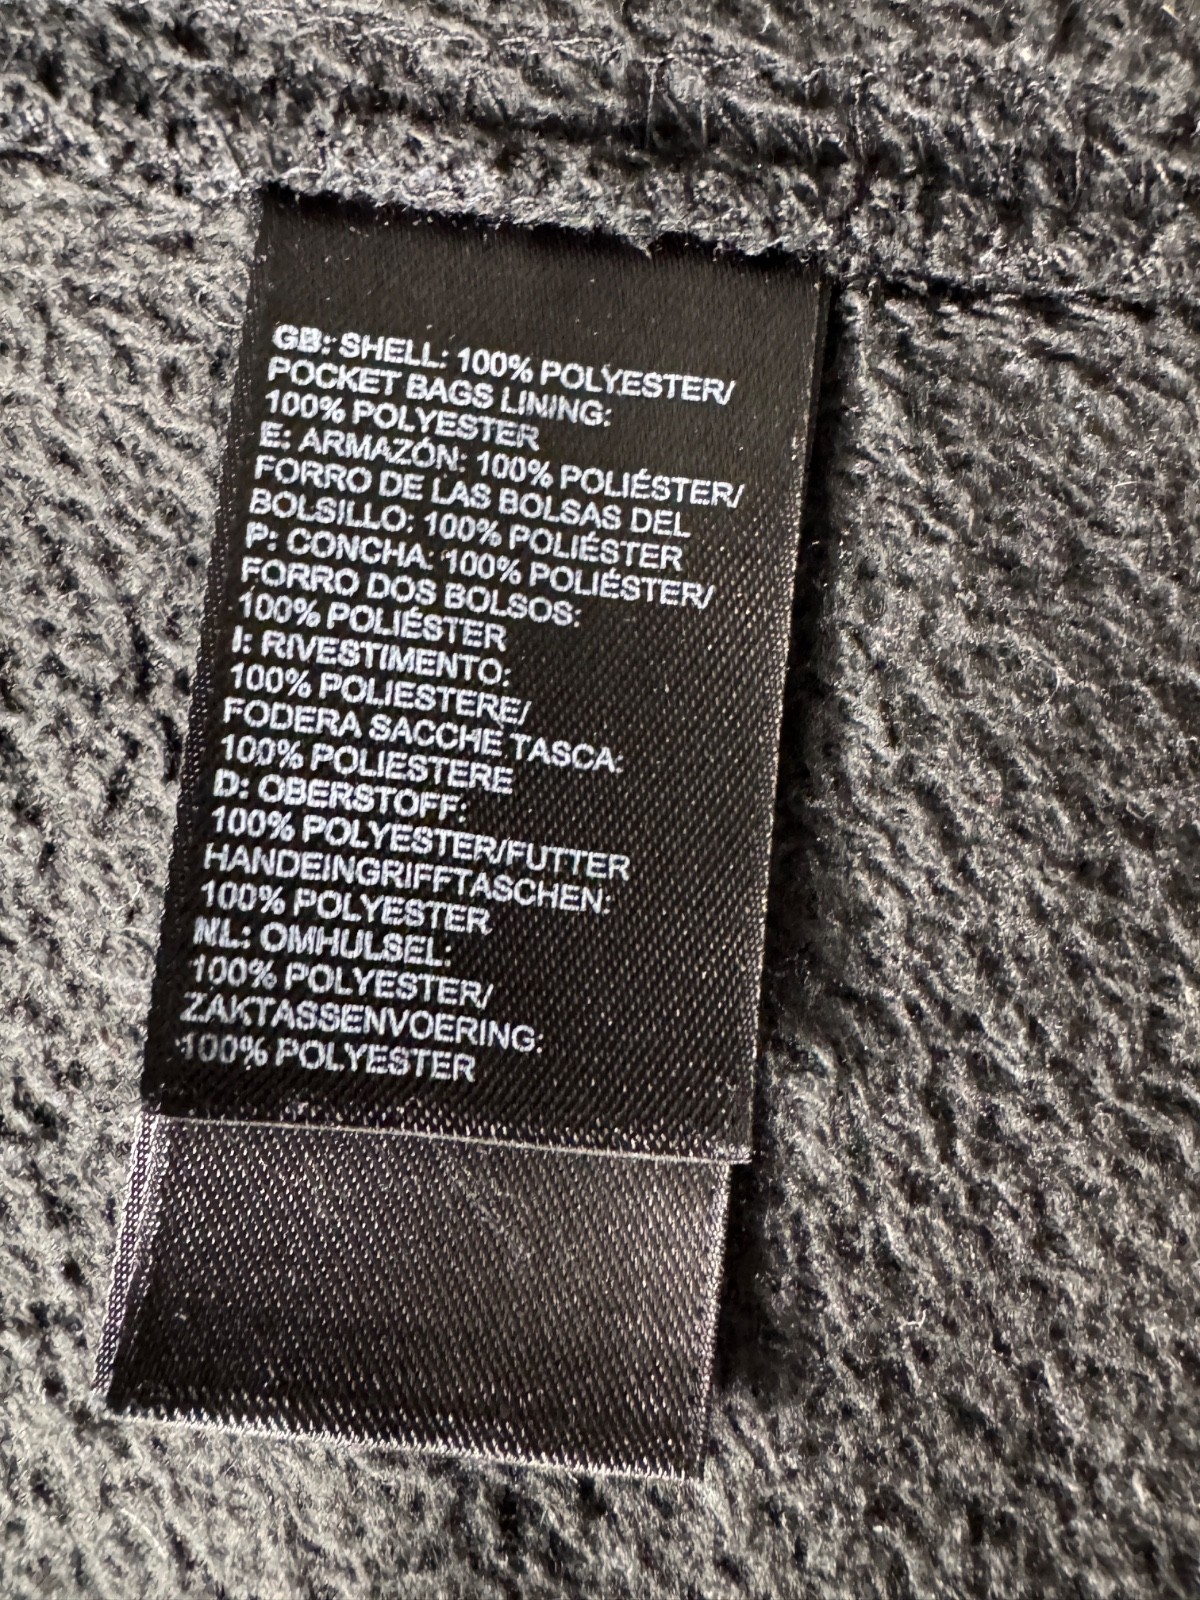 GB: SHELL: 100% POLYESTER/
POCKET BAGS LINING:
100% POLYESTER
E: ARMAZÓN: 100% POLIÉSTER/
FORRO DE LAS BOLSAS DEL
BOLSILLO: 100% POLIÉSTER
P: CONCHA: 100% POLIÉSTER/
FORRO DOS BOLSOS:
100% POLIÉSTER
I: RIVESTIMENTO:
100% POLIESTERE/
FODERA SACCHE TASCA:
100% POLIESTERE
D: OBERSTOFF:
100% POLYESTER/FUTTER
HANDEINGRIFFTASCHEN:
100% POLYESTER
NL: OMHULSEL:
100% POLYESTER/
ZAKTASSENVOERING:
100% POLYESTER